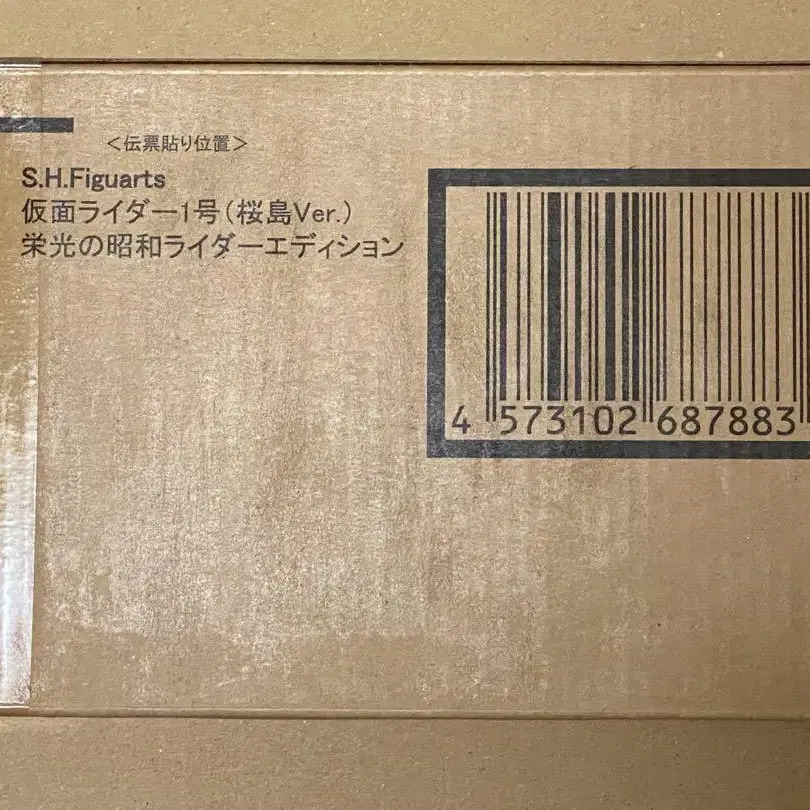 <伝票貼り位置>
S.H.Figuarts
仮面ライダー1号(桜島Ver.)
栄光の昭和ライダーエディション
4 573102 687883